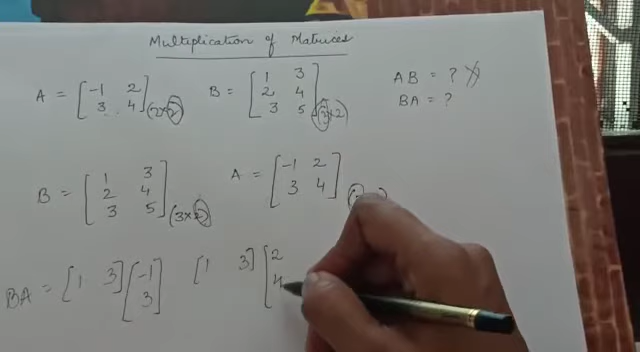 Multiplication of Matrices
A = [-1 2 B = [1 3 AB = ?
3 4] (2×2) 2 4 BA = ?
3 5] (3×2)
B = [1 3 A = [-1 2
2 4 3 4]
3 5] (3×2)
BA = [1 3] [-1 [1 3] [2
3] 4